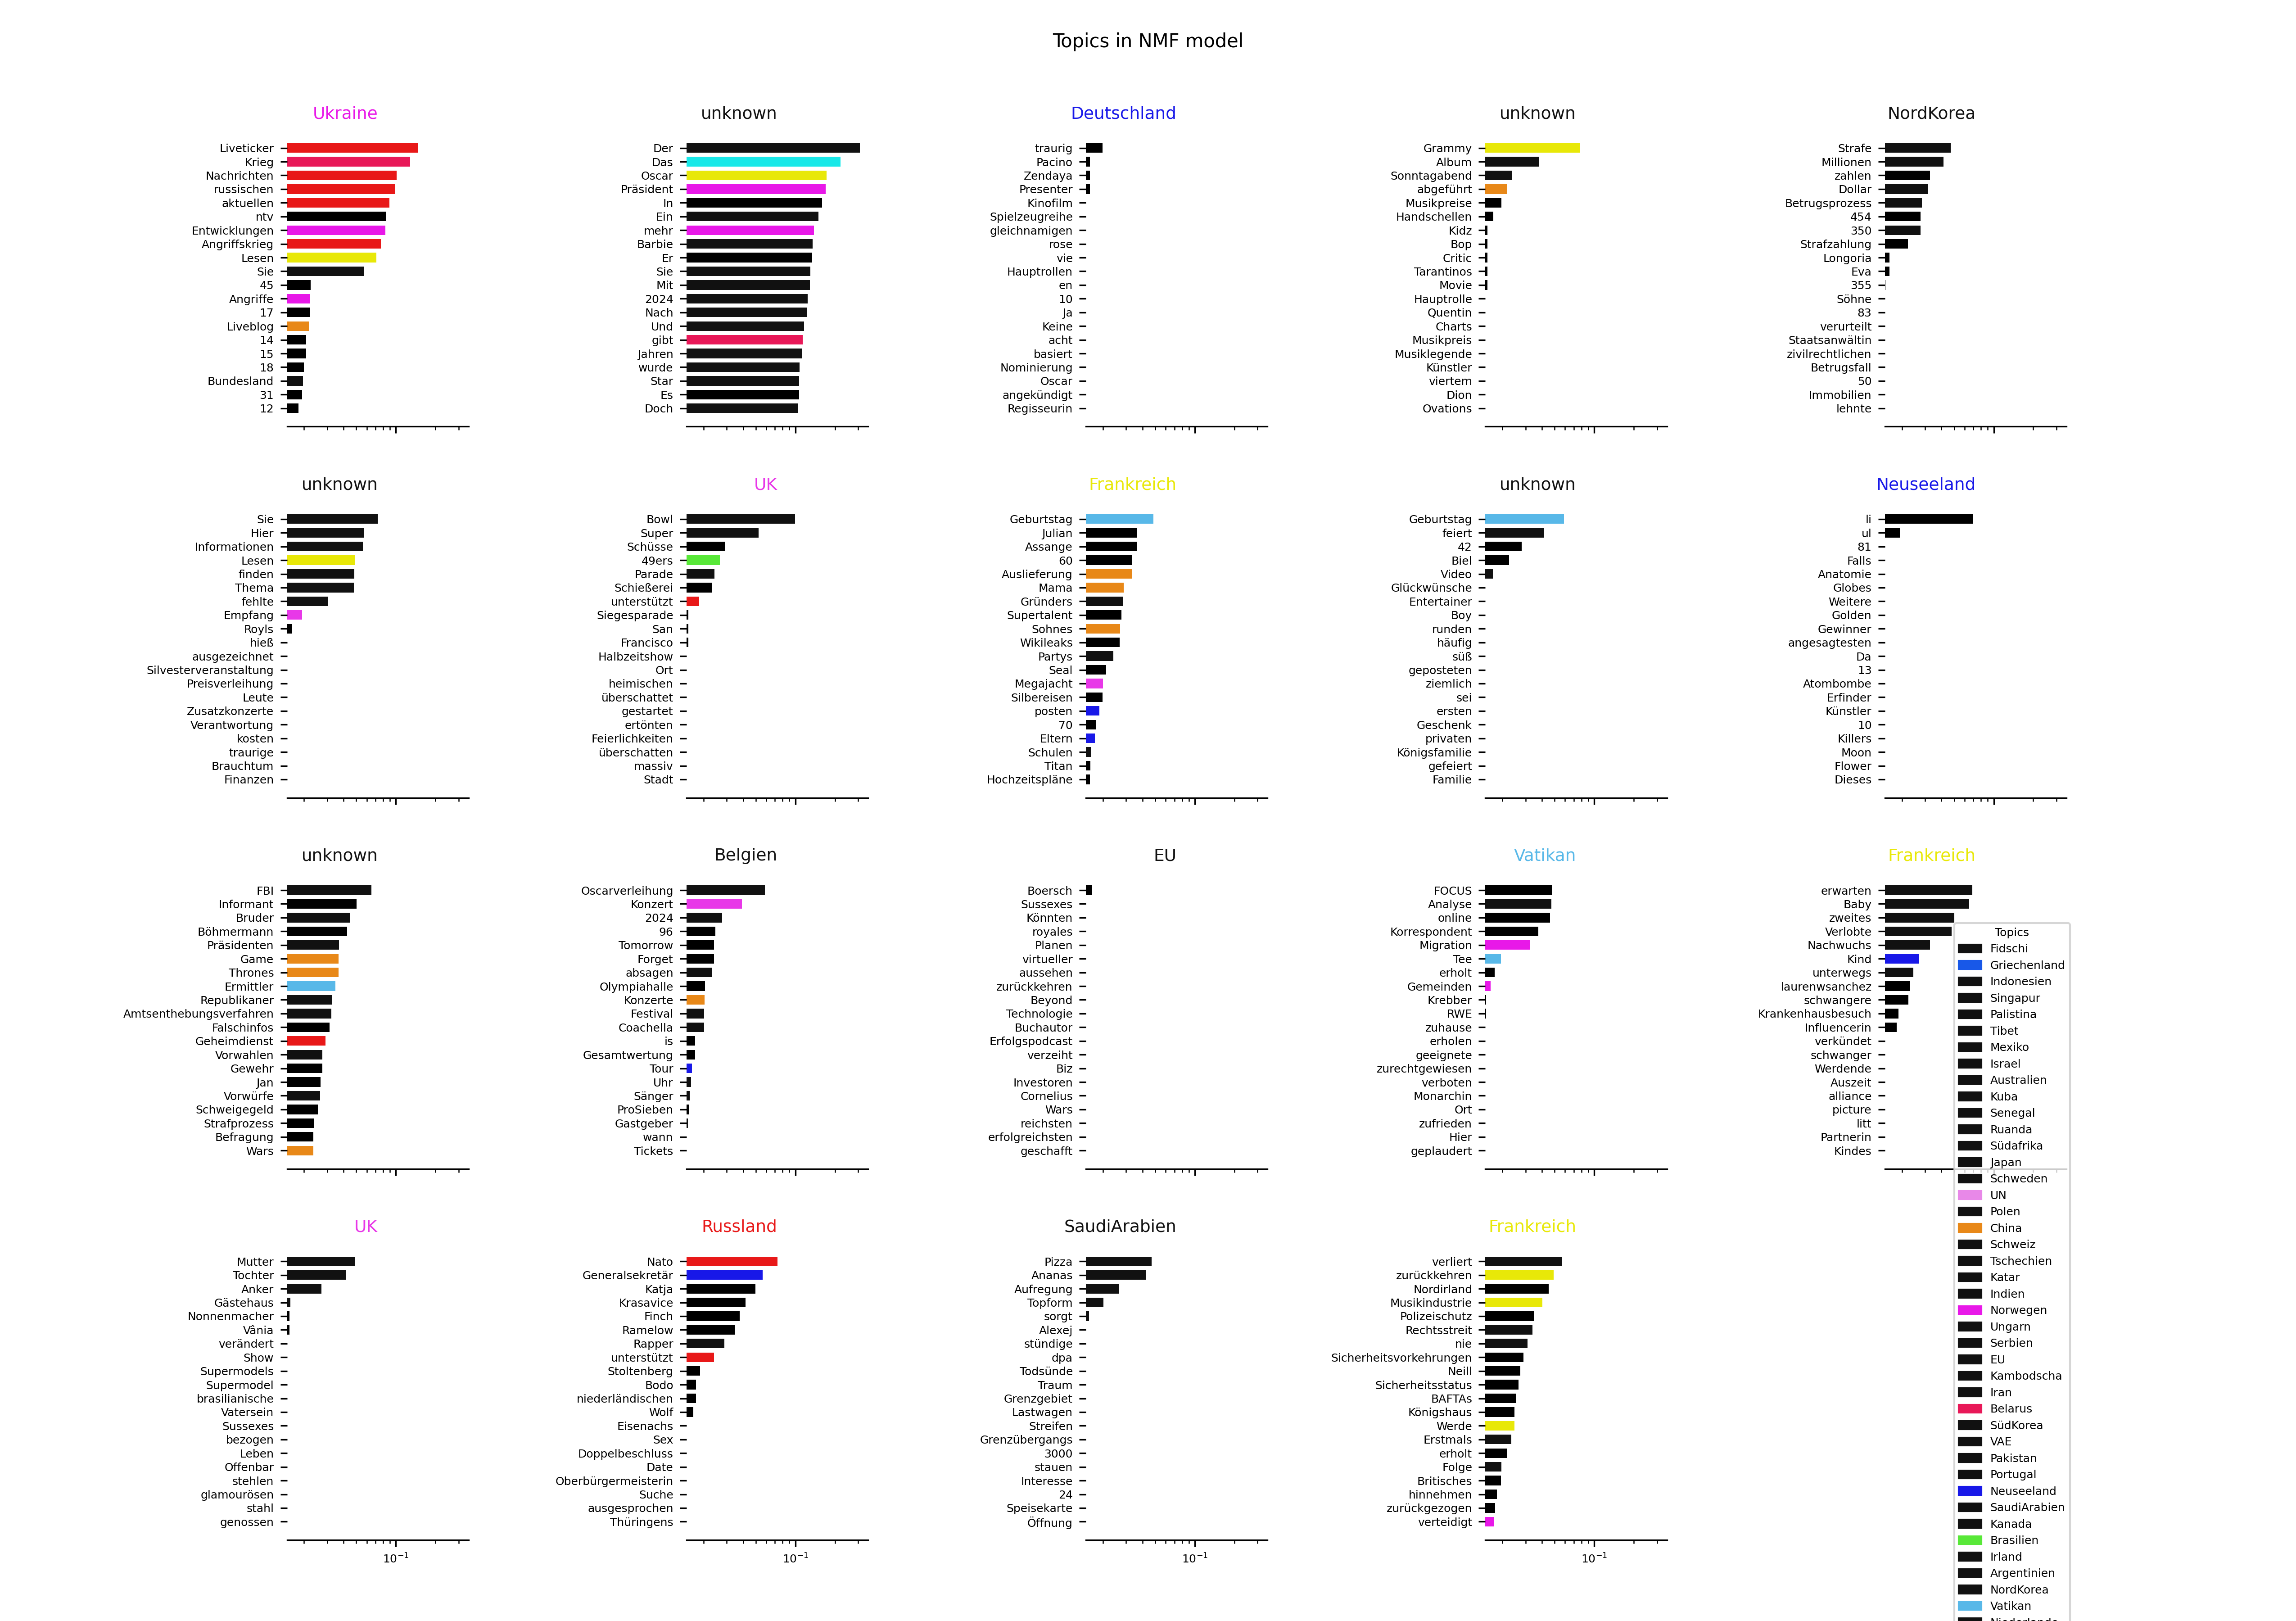 Topics in NMF model
Ukraine
Liveticker
Krieg
Nachrichten
russischen
aktuellen
ntv
Entwicklungen
Angriffskrieg
Lesen
Sie
45
Angriffe
17
Liveblog
14
15
18
Bundesland
31
12
unknown
Der
Das
Oscar
Präsident
In
Ein
mehr
Barbie
Er
Sie
Mit
2024
Nach
Und
gibt
Jahren
wurde
Star
Es
Doch
Deutschland
traurig
Pacino
Zendaya
Presenter
Kinofilm
Spielzeugreihe
gleichnamigen
rose
vie
Hauptrollen
en
10
Ja
Keine
acht
basiert
Nominierung
Oscar
angekündigt
Regisseurin
unknown
Grammy
Album
Sonntagabend
abgeführt
Musikpreise
Handschellen
Kidz
Bop
Critic
Tarantinos
Movie
Hauptrolle
Quentin
Charts
Musikpreis
Musiklegende
Künstler
viertem
Dion
Ovations
NordKorea
Strafe
Millionen
zahlen
Dollar
Betrugsprozess
454
350
Strafzahlung
Longoria
Eva
355
Söhne
83
verurteilt
Staatsanwältin
zivilrechtlichen
Betrugsfall
50
Immobilien
lehnte
unknown
Sie
Hier
Informationen
Lesen
finden
Thema
fehlte
Empfang
Royls
hieß
ausgezeichnet
Silvesterveranstaltung
Preisverleihung
Leute
Zusatzkonzerte
Verantwortung
kosten
traurige
Brauchtum
Finanzen
UK
Bowl
Super
Schüsse
49ers
Parade
Schießerei
unterstützt
Siegesparade
San
Francisco
Halbzeitshow
Ort
heimischen
überschattet
gestartet
ertönten
Feierlichkeiten
überschatten
massiv
Stadt
Frankreich
Geburtstag
Julian
Assange
60
Auslieferung
Mama
Gründers
Supertalent
Sohnes
Wikileaks
Partys
Seal
Megajacht
Silbereisen
posten
70
Eltern
Schulen
Titan
Hochzeitspläne
unknown
Geburtstag
feiert
42
Biel
Video
Glückwünsche
Entertainer
Boy
runden
häufig
süß
geposteten
ziemlich
sei
ersten
Geschenk
privaten
Königsfamilie
gefeiert
Familie
Neuseeland
li
ul
81
Falls
Anatomie
Globes
Weitere
Golden
Gewinner
angesagtesten
Da
13
Atombombe
Erfinder
Künstler
10
Killers
Moon
Flower
Dieses
unknown
FBI
Informant
Bruder
Böhmermann
Präsidenten
Game
Thrones
Ermittler
Republikaner
Amtsenthebungsverfahren
Falschinfos
Geheimdienst
Vorwahlen
Gewehr
Jan
Vorwürfe
Schweigegeld
Strafprozess
Befragung
Wars
Belgien
Oscarverleihung
Konzert
2024
96
Tomorrow
Forget
absagen
Olympiahalle
Konzerte
Festival
Coachella
is
Gesamtwertung
Tour
Uhr
Sänger
ProSieben
Gastgeber
wann
Tickets
EU
Boersch
Sussexes
Könnten
royales
Planen
virtueller
aussehen
zurückkehren
Beyond
Technologie
Buchautor
Erfolgspodcast
verzeiht
Biz
Investoren
Cornelius
Wars
reichsten
erfolgreichsten
geschafft
Vatikan
FOCUS
Analyse
online
Korrespondent
Migration
Tee
erholt
Gemeinden
Krebber
RWE
zuhause
erholen
geeignete
zurechtgewiesen
verboten
Monarchin
Ort
zufrieden
Hier
geplaudert
Frankreich
erwarten
Baby
zweites
Verlobte
Nachwuchs
Kind
unterwegs
laurenwsanchez
schwangere
Krankenhausbesuch
Influencerin
verkündet
schwanger
Werdende
Auszeit
alliance
picture
litt
Partnerin
Kindes
UK
Mutter
Tochter
Anker
Gästehaus
Nonnenmacher
Vânia
verändert
Show
Supermodels
Supermodel
brasilianische
Vatersein
Sussexes
bezogen
Leben
Offenbar
stehlen
glamourösen
stahl
genossen
10⁻¹
Russland
Nato
Generalsekretär
Katja
Krasavice
Finch
Ramelow
Rapper
unterstützt
Stoltenberg
Bodo
niederländischen
Wolf
Eisenachs
Sex
Doppelbeschluss
Date
Oberbürgermeisterin
Suche
ausgesprochen
Thüringens
10⁻¹
SaudiArabien
Pizza
Ananas
Aufregung
Topform
sorgt
Alexej
stündige
dpa
Todsünde
Traum
Grenzgebiet
Lastwagen
Streifen
Grenzübergangs
3000
stauen
Interesse
24
Speisekarte
Öffnung
10⁻¹
Frankreich
verliert
zurückkehren
Nordirland
Musikindustrie
Polizeischutz
Rechtsstreit
nie
Sicherheitsvorkehrungen
Neill
Sicherheitsstatus
BAFTAs
Königshaus
Werde
Erstmals
erholt
Folge
Britisches
hinnehmen
zurückgezogen
verteidigt
10⁻¹
Topics
Fidschi
Griechenland
Indonesien
Singapur
Palistina
Tibet
Mexiko
Israel
Australien
Kuba
Senegal
Ruanda
Südafrika
Japan
Schweden
UN
Polen
China
Schweiz
Tschechien
Katar
Indien
Norwegen
Ungarn
Serbien
EU
Kambodscha
Iran
Belarus
SüdKorea
VAE
Pakistan
Portugal
Neuseeland
SaudiArabien
Kanada
Brasilien
Irland
Argentinien
NordKorea
Vatikan